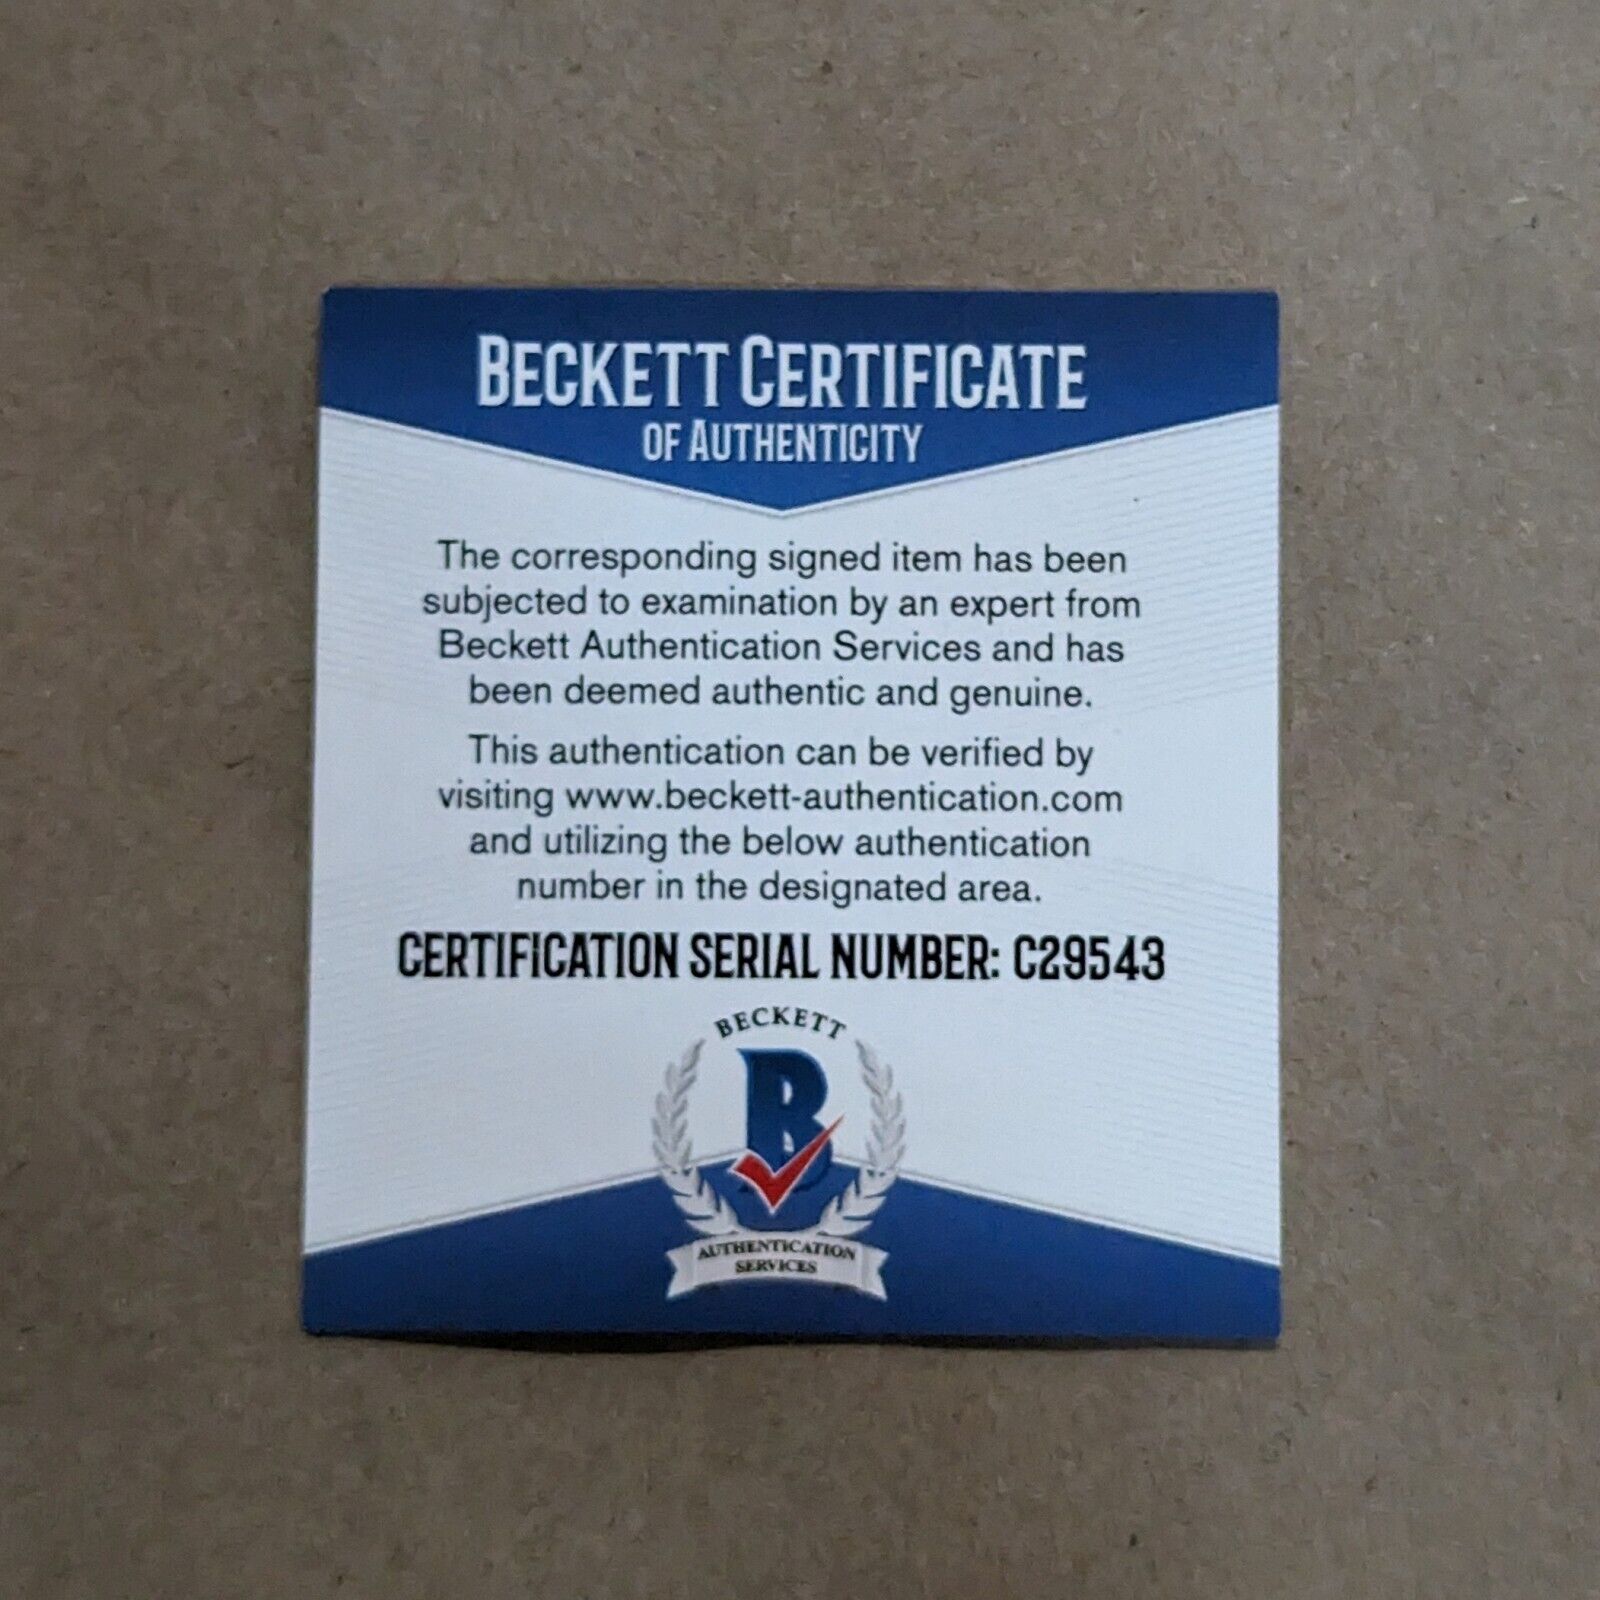 BECKETT CERTIFICATE
OF AUTHENTICITY
The corresponding signed item has been
subjected to examination by an expert from
Beckett Authentication Services and has
been deemed authentic and genuine.
This authentication can be verified by
visiting www.beckett-authentication.com
and utilizing the below authentication
number in the designated area.
CERTIFICATION SERIAL NUMBER: C29543
BECKETT
B
AUTHENTICATION
SERVICES